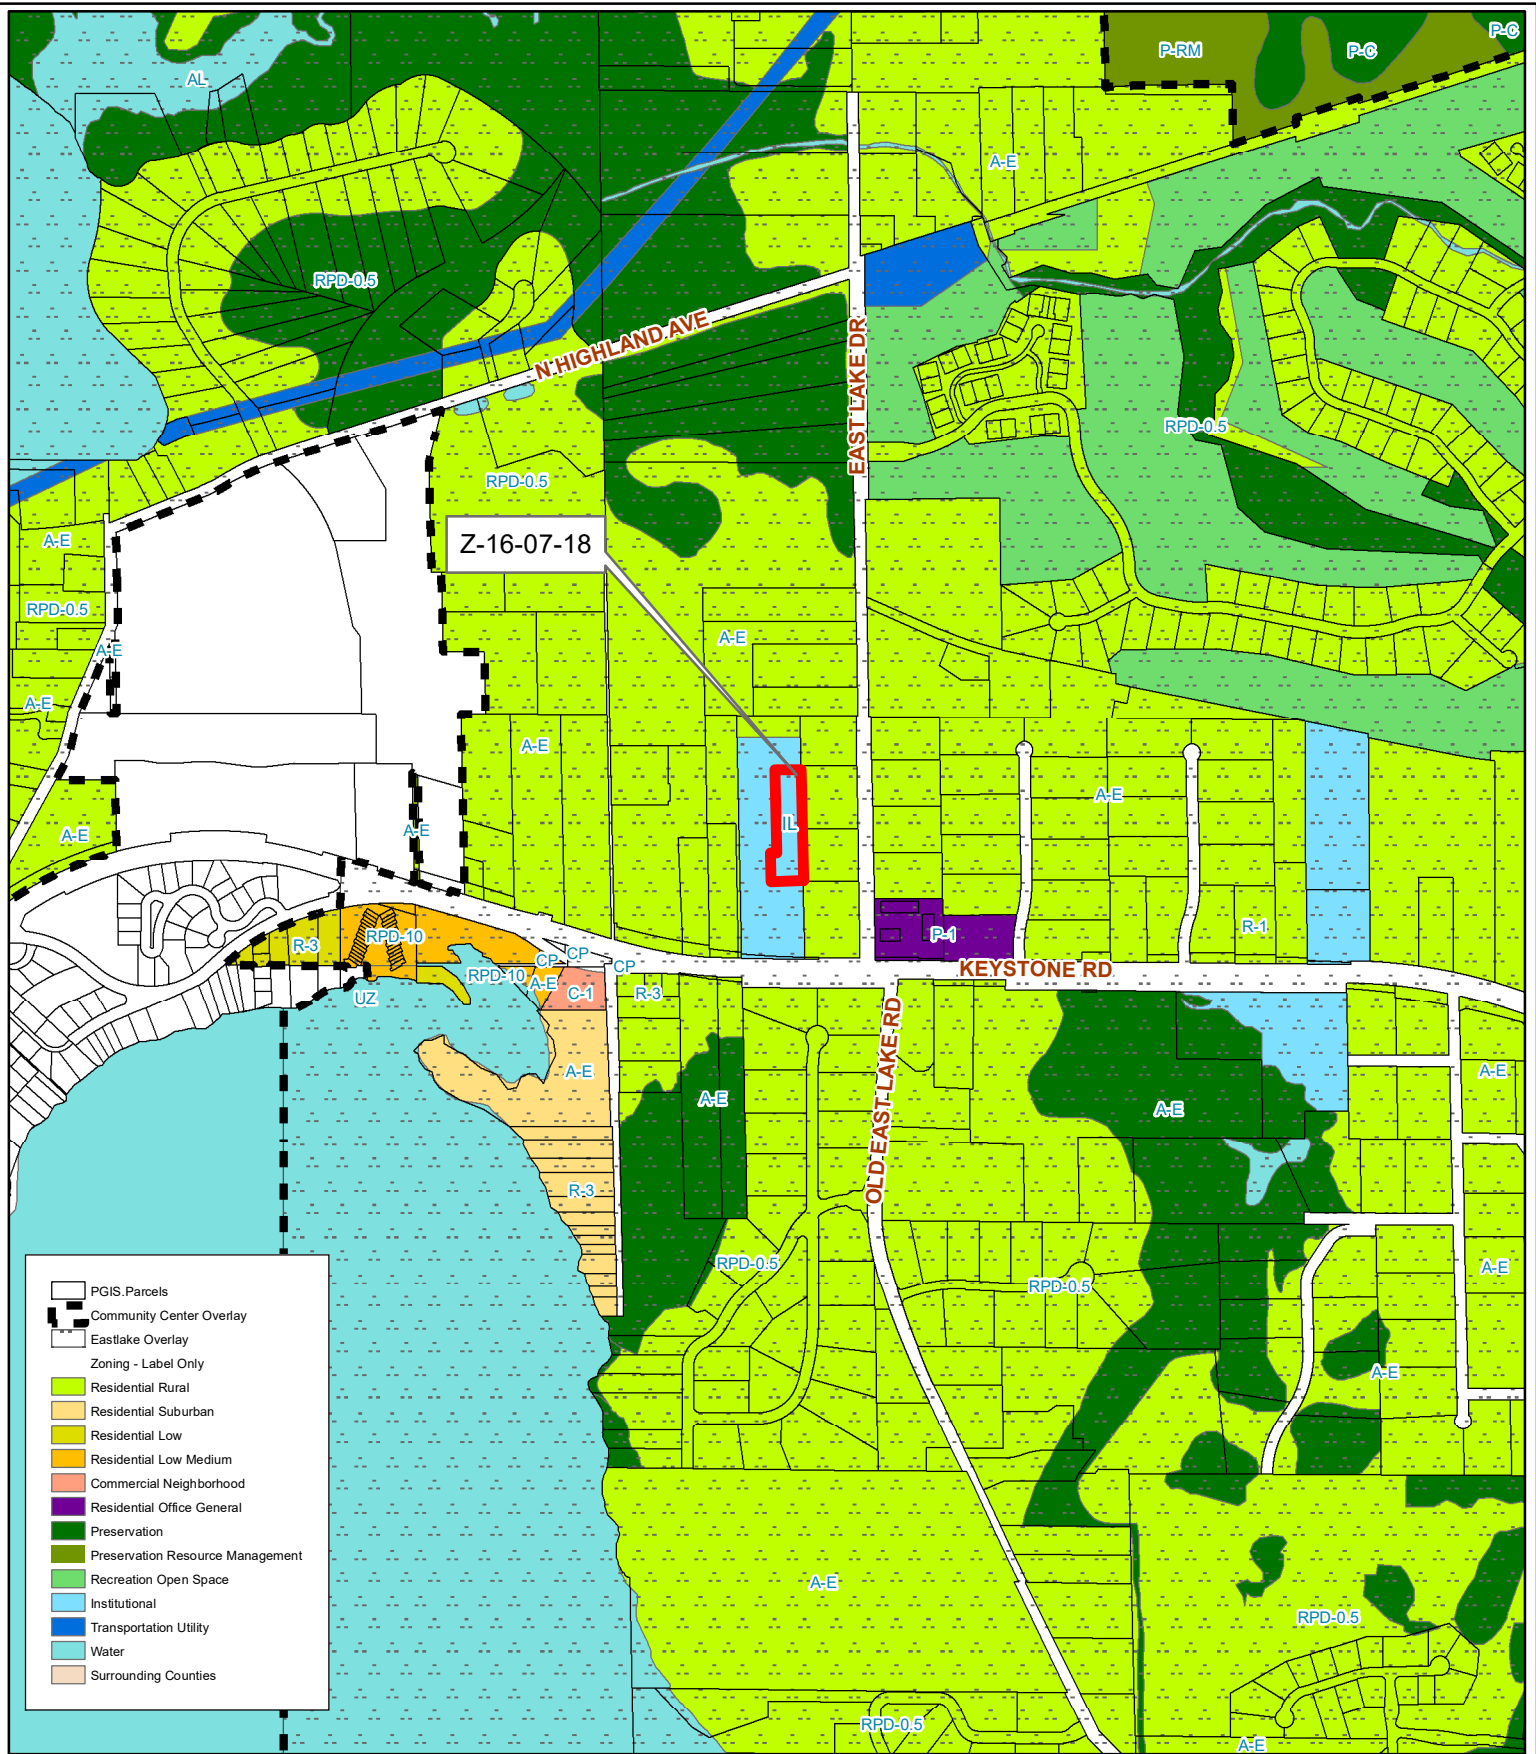 P-C
P-RM
P-C
AL
A-E
RPD-0.5
N HIGHLAND AVE
EAST LAKE DR
RPD-0.5
RPD-0.5
Z-16-07-18
A-E
RPD-0.5
A-E
A-E
A-E
A-E
A-E
IL
A-E
A-E
R-1
P-1
R-3
RPD-10
CP
CP
CP
KEYSTONE RD
RPD-10
A-E
C-1
R-3
UZ
OLD EAST LAKE RD
A-E
A-E
A-E
A-E
R-3
RPD-0.5
RPD-0.5
A-E
A-E
A-E
RPD-0.5
RPD-0.5
A-E
PGIS.Parcels
Community Center Overlay
Eastlake Overlay
Zoning - Label Only
Residential Rural
Residential Suburban
Residential Low
Residential Low Medium
Commercial Neighborhood
Residential Office General
Preservation
Preservation Resource Management
Recreation Open Space
Institutional
Transportation Utility
Water
Surrounding Counties